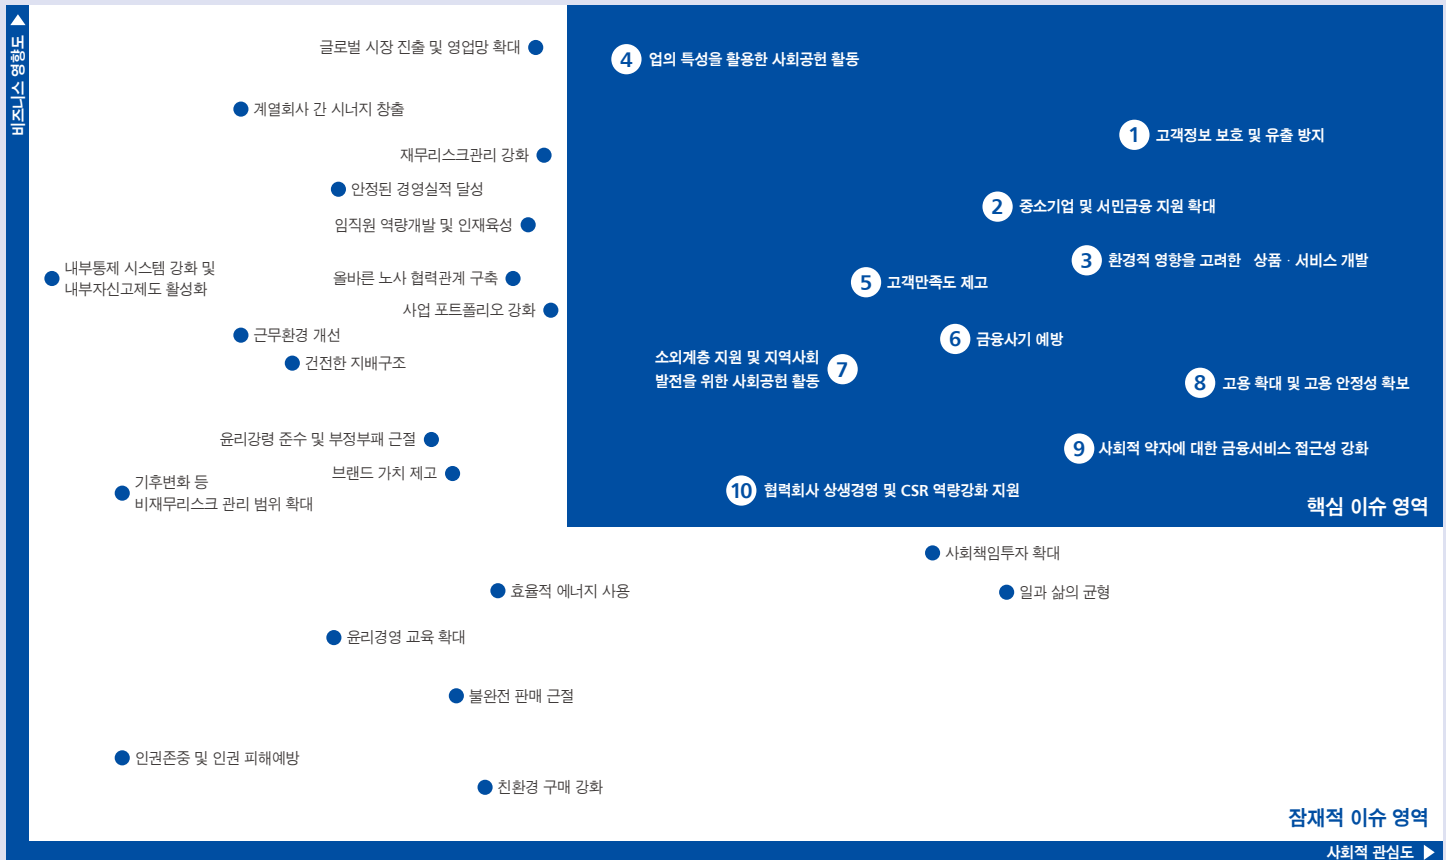 비즈니스 영향도 ▲
글로벌 시장 진출 및 영업망 확대
계열회사 간 시너지 창출
재무리스크관리 강화
안정된 경영실적 달성
임직원 역량개발 및 인재육성
내부통제 시스템 강화 및
내부자신고제도 활성화
올바른 노사 협력관계 구축
사업 포트폴리오 강화
근무환경 개선
건전한 지배구조
윤리강령 준수 및 부정부패 근절
브랜드 가치 제고
기후변화 등
비재무리스크 관리 범위 확대
4 업의 특성을 활용한 사회공헌 활동
1 고객정보 보호 및 유출 방지
2 중소기업 및 서민금융 지원 확대
3 환경적 영향을 고려한 상품 · 서비스 개발
5 고객만족도 제고
6 금융사기 예방
소외계층 지원 및 지역사회
발전을 위한 사회공헌 활동 7
8 고용 확대 및 고용 안정성 확보
9 사회적 약자에 대한 금융서비스 접근성 강화
10 협력회사 상생경영 및 CSR 역량강화 지원
핵심 이슈 영역
사회책임투자 확대
효율적 에너지 사용
일과 삶의 균형
윤리경영 교육 확대
불완전 판매 근절
인권존중 및 인권 피해예방
친환경 구매 강화
잠재적 이슈 영역
사회적 관심도 ▶